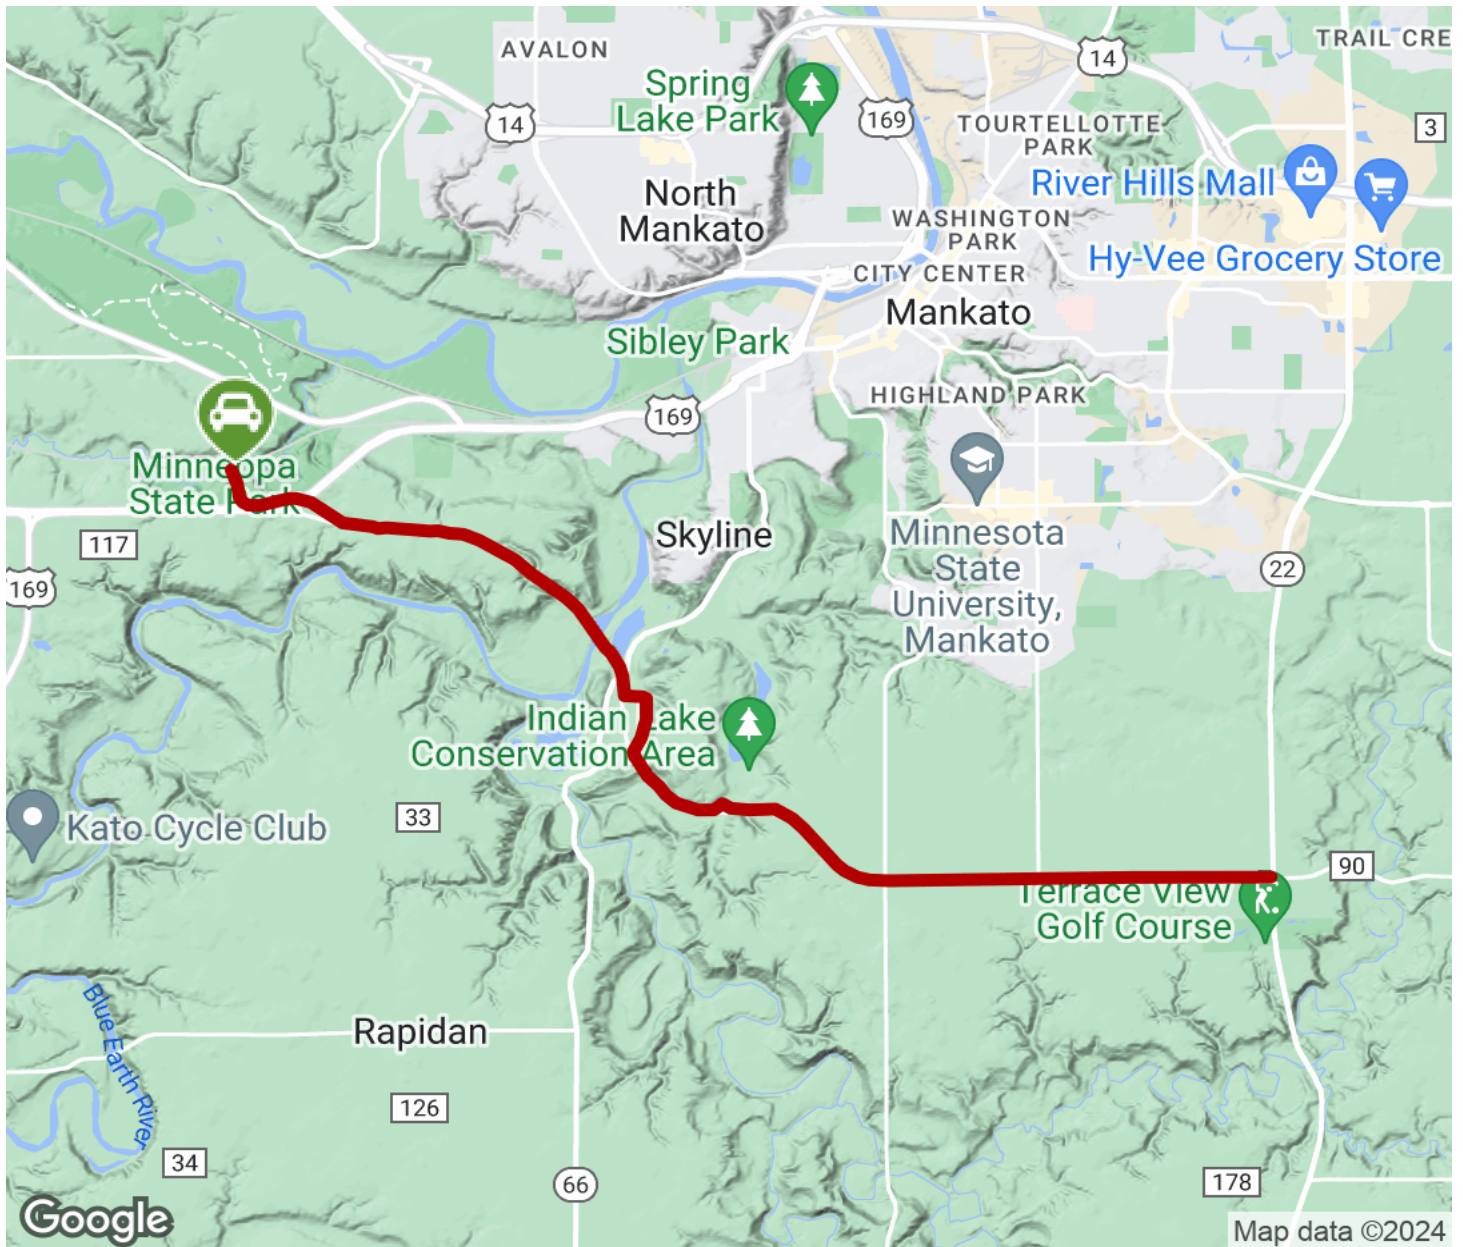 AVALON
TRAIL CRE
14
Spring
Lake Park
14
169
3
TOURTELLOTTE
PARK
River Hills Mall
North
Mankato
WASHINGTON
PARK
Hy-Vee Grocery Store
CITY CENTER
Mankato
Sibley Park
HIGHLAND PARK
169
Minneopa
State Park
117
Skyline
Minnesota
State
University,
Mankato
22
169
Indian Lake
Conservation Area
Kato Cycle Club
33
90
Terrace View
Golf Course
Blue Earth River
Rapidan
126
34
66
178
Google
Map data ©2024